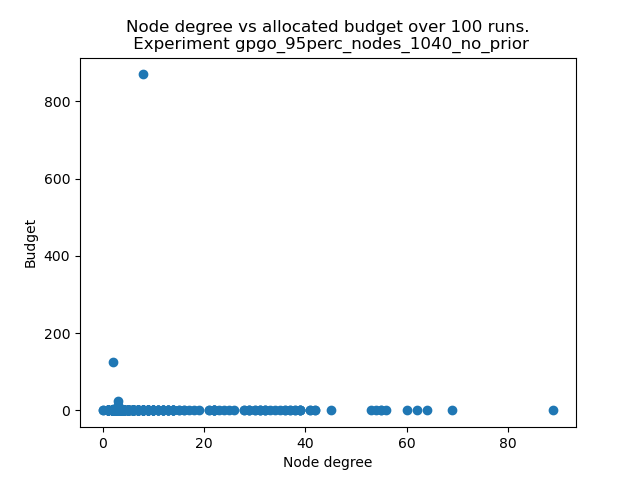 Node degree vs allocated budget over 100 runs.
Experiment gpgo_95perc_nodes_1040_no_prior
800
600
400
200
0
Budget
0 20 40 60 80
Node degree